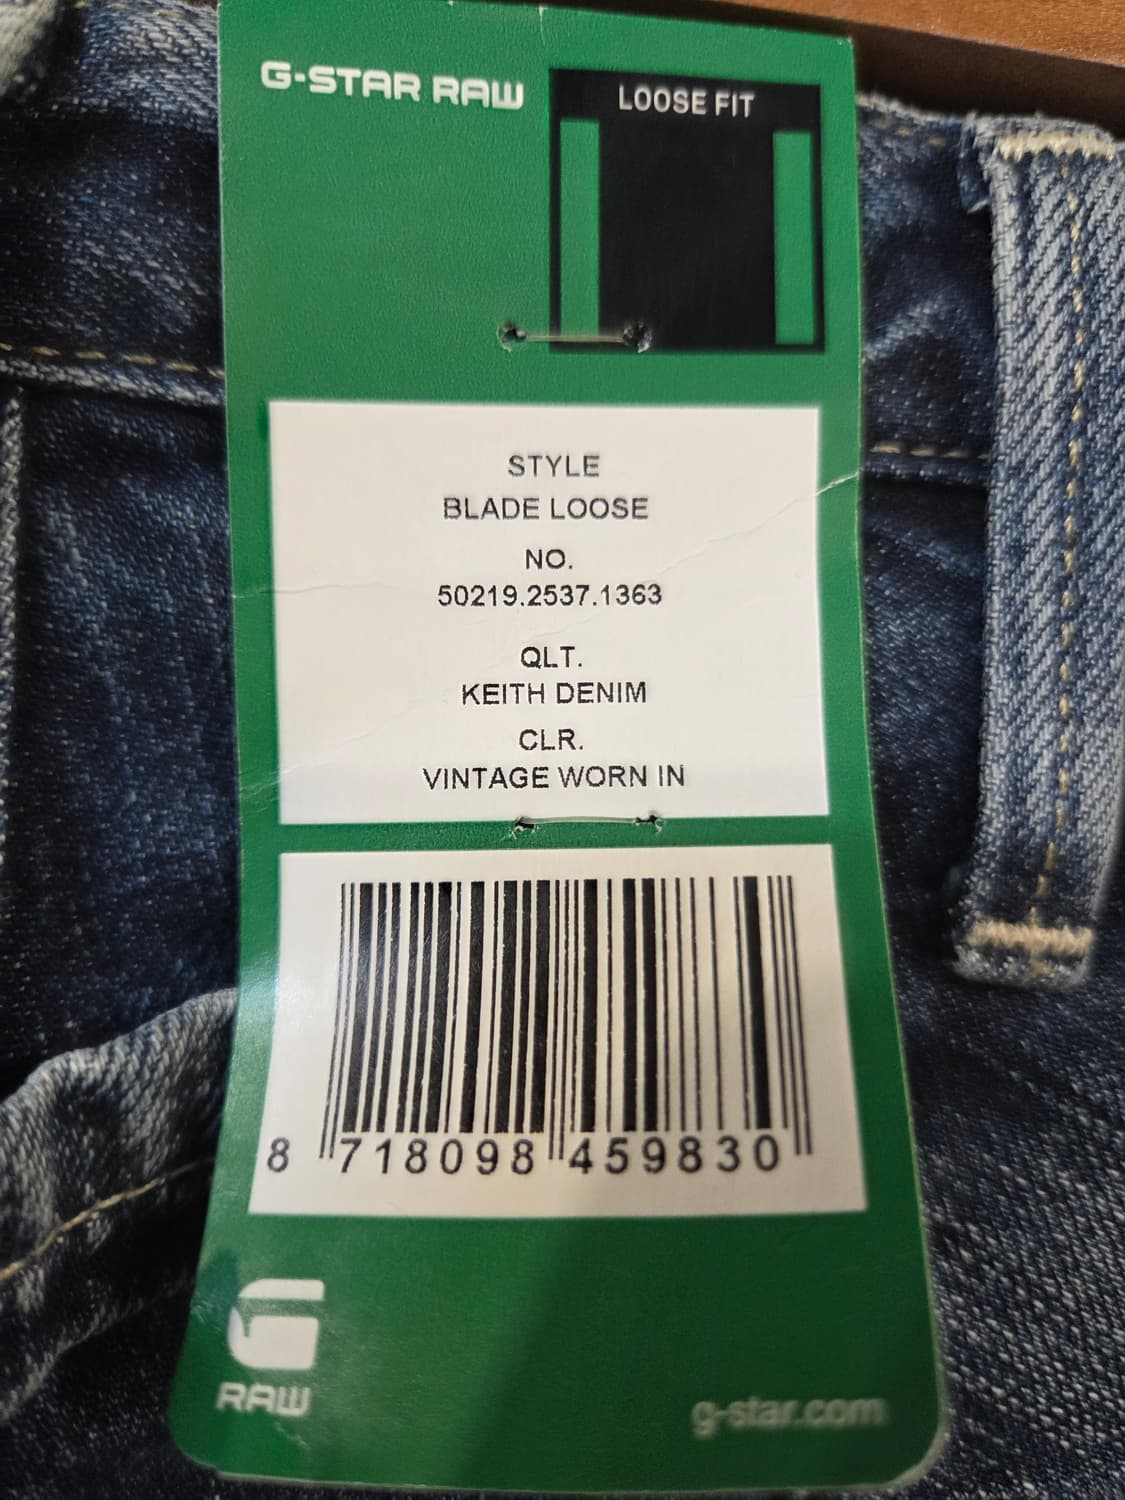 G-STAR RAW
LOOSE FIT
STYLE
BLADE LOOSE
NO.
50219.2537.1363
QLT.
KEITH DENIM
CLR.
VINTAGE WORN IN
8 718098 459830
RAW
g-star.com